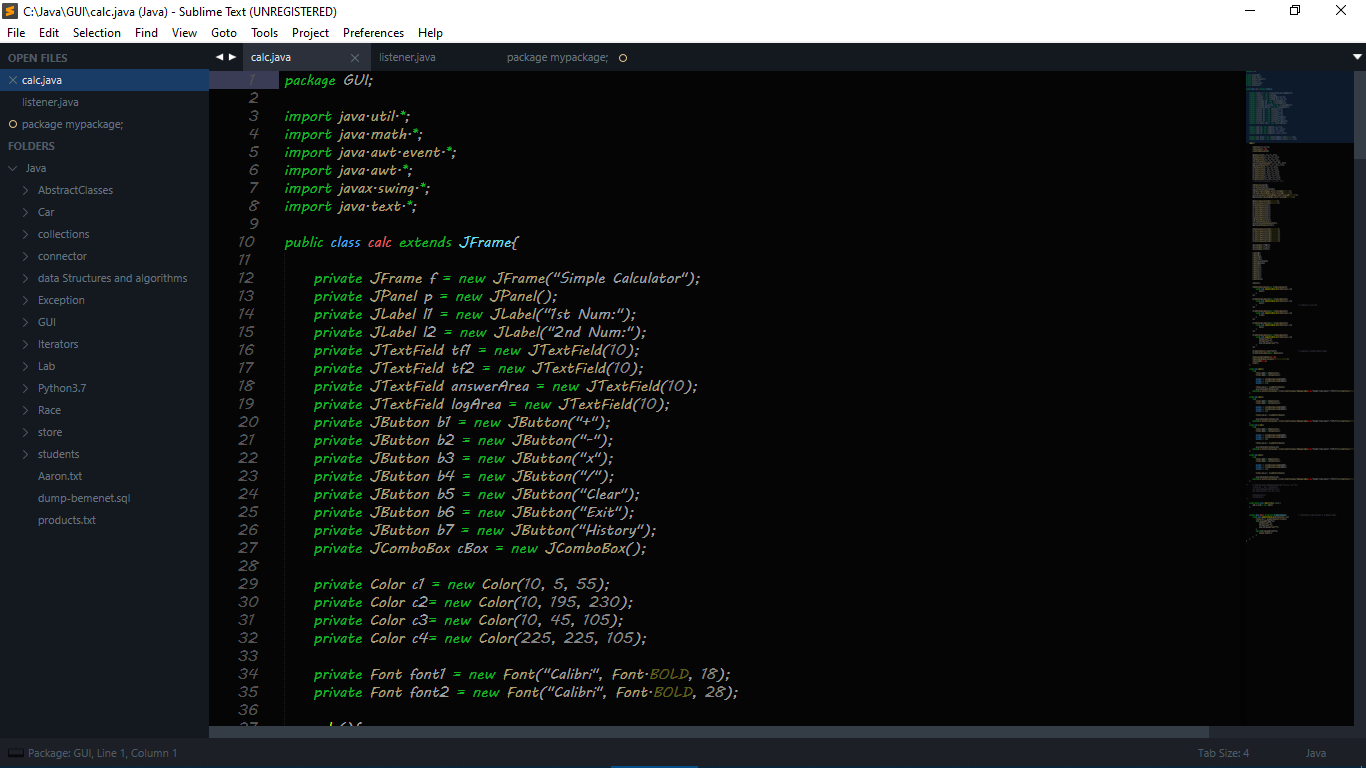 C:\Java\GUI\calc.java (Java) - Sublime Text (UNREGISTERED)
File Edit Selection Find View Goto Tools Project Preferences Help
OPEN FILES
calc.java
listener.java
package mypackage;
FOLDERS
Java
AbstractClasses
Car
collections
connector
data Structures and algorithms
Exception
GUI
Iterators
Lab
Python3.7
Race
store
students
Aaron.txt
dump-bemenet.sql
products.txt
calc.java listener.java package mypackage;
1 package GUI;
2
3 import java.util.*;
4 import java.math.*;
5 import java.awt.event.*;
6 import java.awt.*;
7 import javax.swing.*;
8 import java.text.*;
9
10 public class calc extends JFrame{
11
12 private JFrame f = new JFrame("Simple Calculator");
13 private JPanel p = new JPanel();
14 private JLabel l1 = new JLabel("1st Num:");
15 private JLabel l2 = new JLabel("2nd Num:");
16 private JTextField tf1 = new JTextField(10);
17 private JTextField tf2 = new JTextField(10);
18 private JTextField answerArea = new JTextField(10);
19 private JTextField logArea = new JTextField(10);
20 private JButton b1 = new JButton("+");
21 private JButton b2 = new JButton("-");
22 private JButton b3 = new JButton("x");
23 private JButton b4 = new JButton("/");
24 private JButton b5 = new JButton("Clear");
25 private JButton b6 = new JButton("Exit");
26 private JButton b7 = new JButton("History");
27 private JComboBox cBox = new JComboBox();
28
29 private Color c1 = new Color(10, 5, 55);
30 private Color c2= new Color(10, 195, 230);
31 private Color c3= new Color(10, 45, 105);
32 private Color c4= new Color(225, 225, 105);
33
34 private Font font1 = new Font("Calibri", Font.BOLD, 18);
35 private Font font2 = new Font("Calibri", Font.BOLD, 28);
36
Package: GUI, Line 1, Column 1 Tab Size: 4 Java